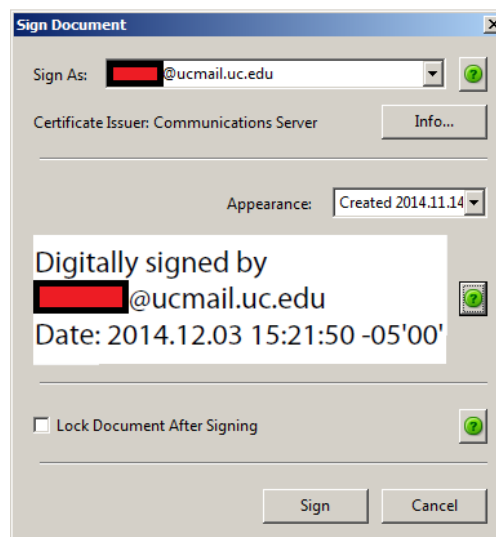 Sign Document
Sign As: @ucmail.uc.edu
Certificate Issuer: Communications Server Info...
Appearance: Created 2014.11.14
Digitally signed by
@ucmail.uc.edu
Date: 2014.12.03 15:21:50 -05'00'
Lock Document After Signing
Sign Cancel